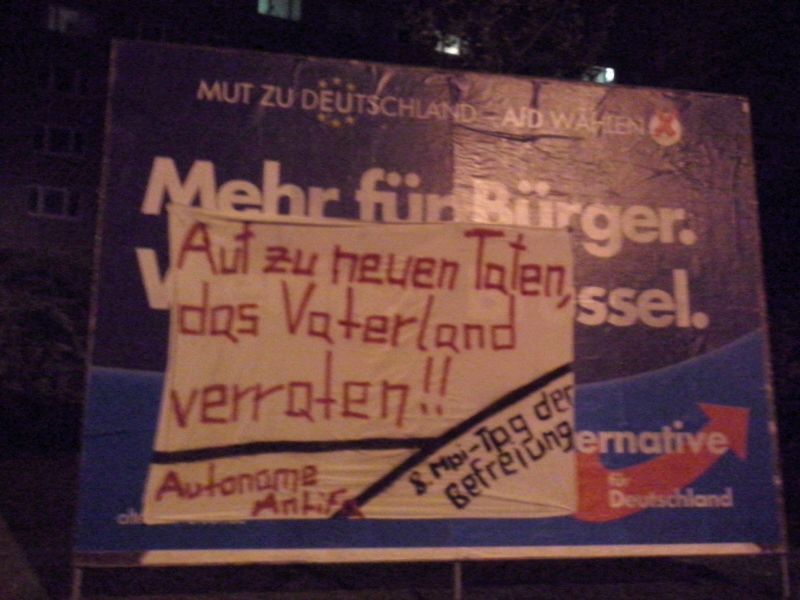 MUT ZU DEUTSCHLAND - AFD WÄHLEN
Mehr für Bürger.
ssel.
Auf zu neuen Taten,
das Vaterland
verraten!!
8. Mai-Tag der
Befreiung
Autonome
Antifa
ernative
für
Deutschland